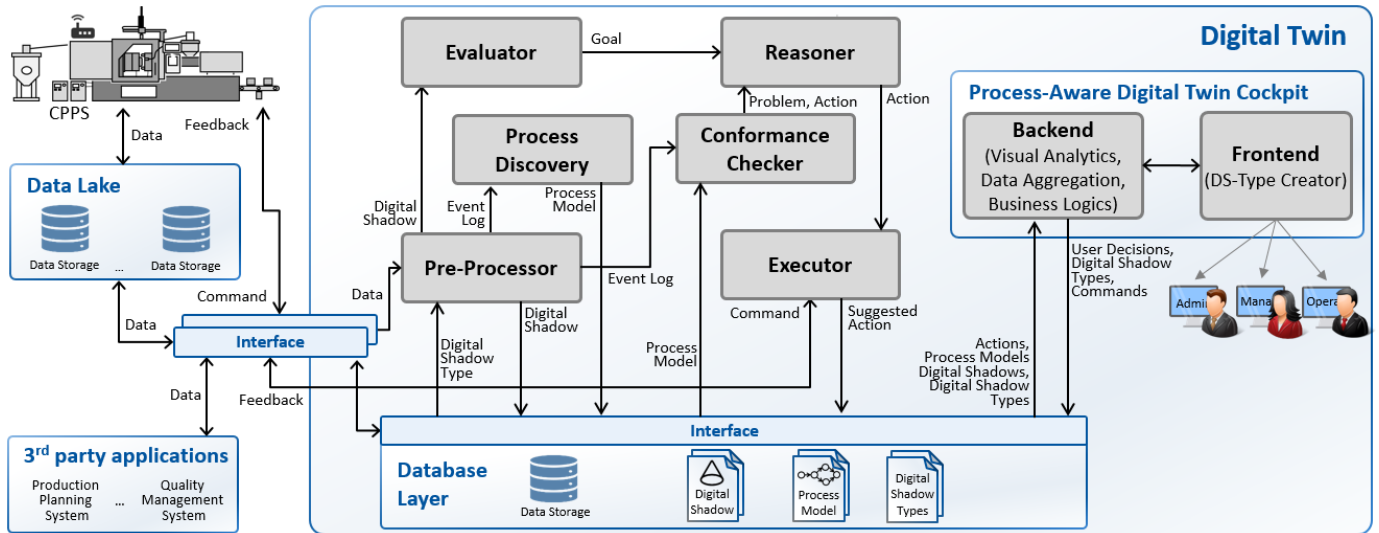 Digital Twin
CPPS
Data
Feedback
Data Lake
Data Storage
...
Data Storage
Data
Command
Interface
Data
Feedback
3rd party applications
Production
Planning
System
...
Quality
Management
System
Evaluator
Goal
Reasoner
Problem, Action
Action
Process
Discovery
Conformance
Checker
Digital
Shadow
Event
Log
Process
Model
Pre-Processor
Data
Event Log
Executor
Digital
Shadow
Type
Digital
Shadow
Process
Model
Command
Suggested
Action
Process-Aware Digital Twin Cockpit
Backend
(Visual Analytics,
Data Aggregation,
Business Logics)
Frontend
(DS-Type Creator)
User Decisions,
Digital Shadow
Types,
Commands
Admi
Mana
Opera
Actions,
Process Models
Digital Shadows,
Digital Shadow
Types
Interface
Database
Layer
Data Storage
Digital
Shadow
Process
Model
Digital
Shadow
Types